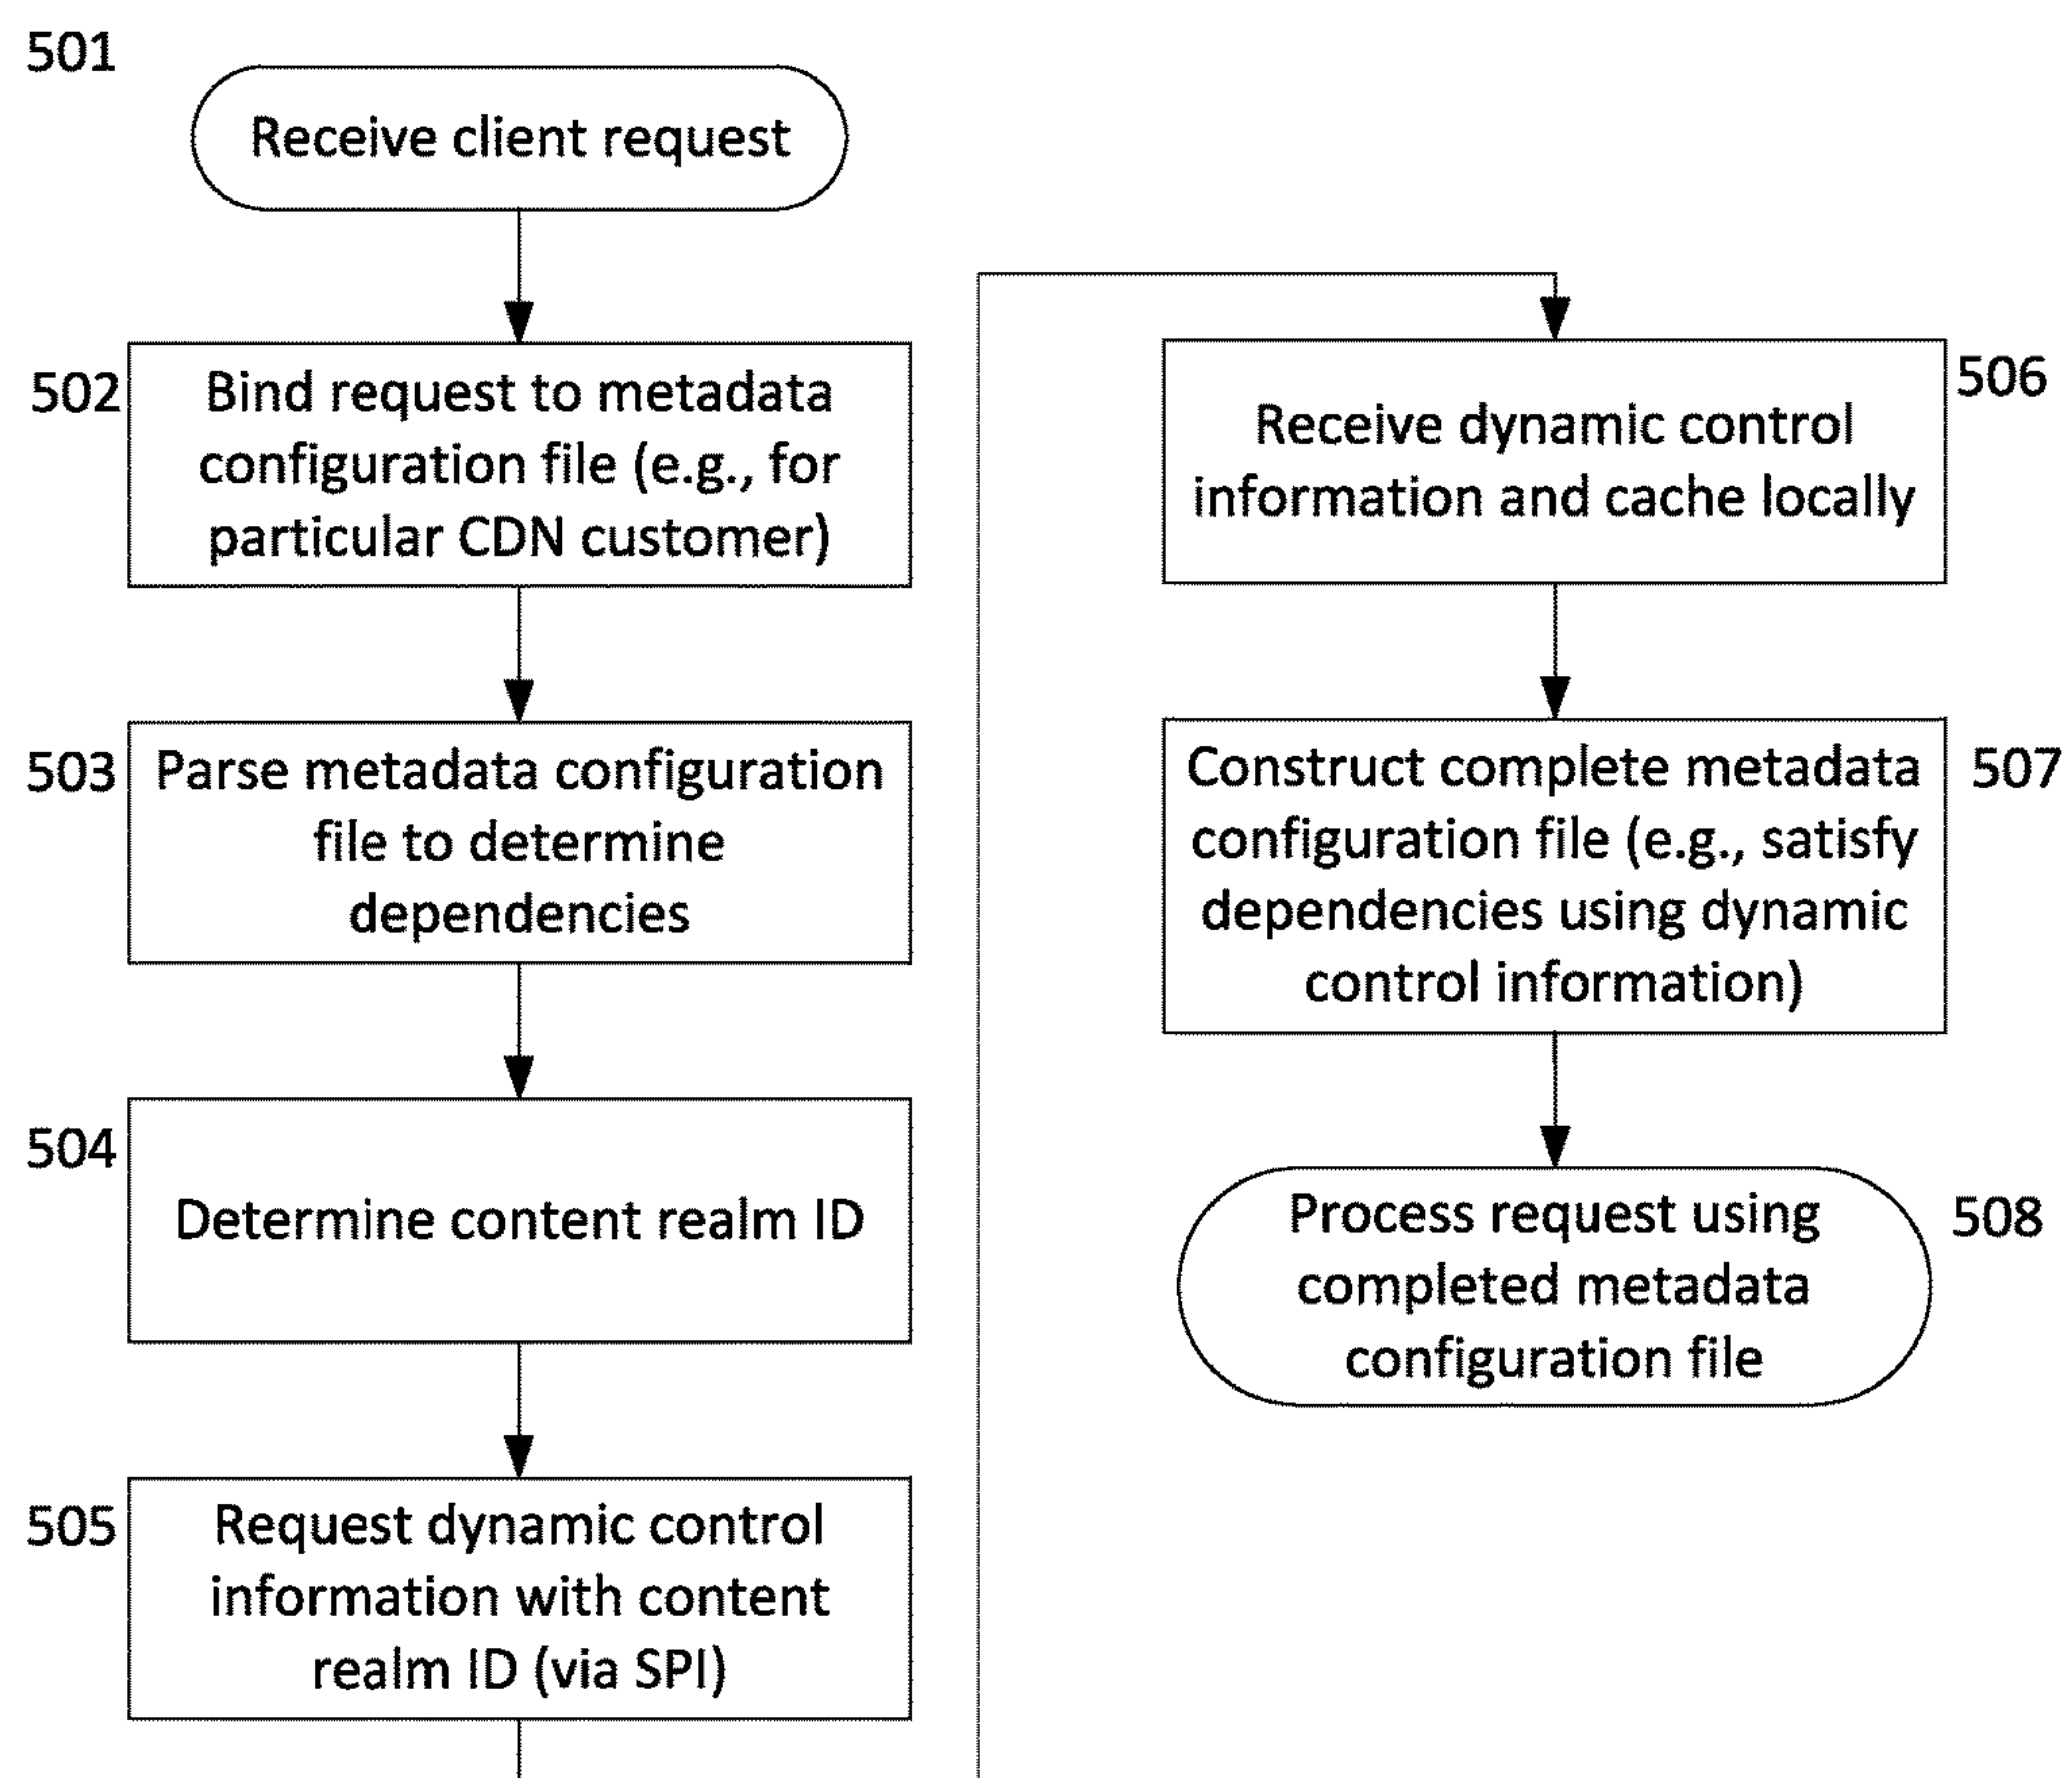 501
Receive client request
502
Bind request to metadata
configuration file (e.g., for
particular CDN customer)
503
Parse metadata configuration
file to determine
dependencies
504
Determine content realm ID
505
Request dynamic control
information with content
realm ID (via SPI)
506
Receive dynamic control
information and cache locally
507
Construct complete metadata
configuration file (e.g., satisfy
dependencies using dynamic
control information)
508
Process request using
completed metadata
configuration file